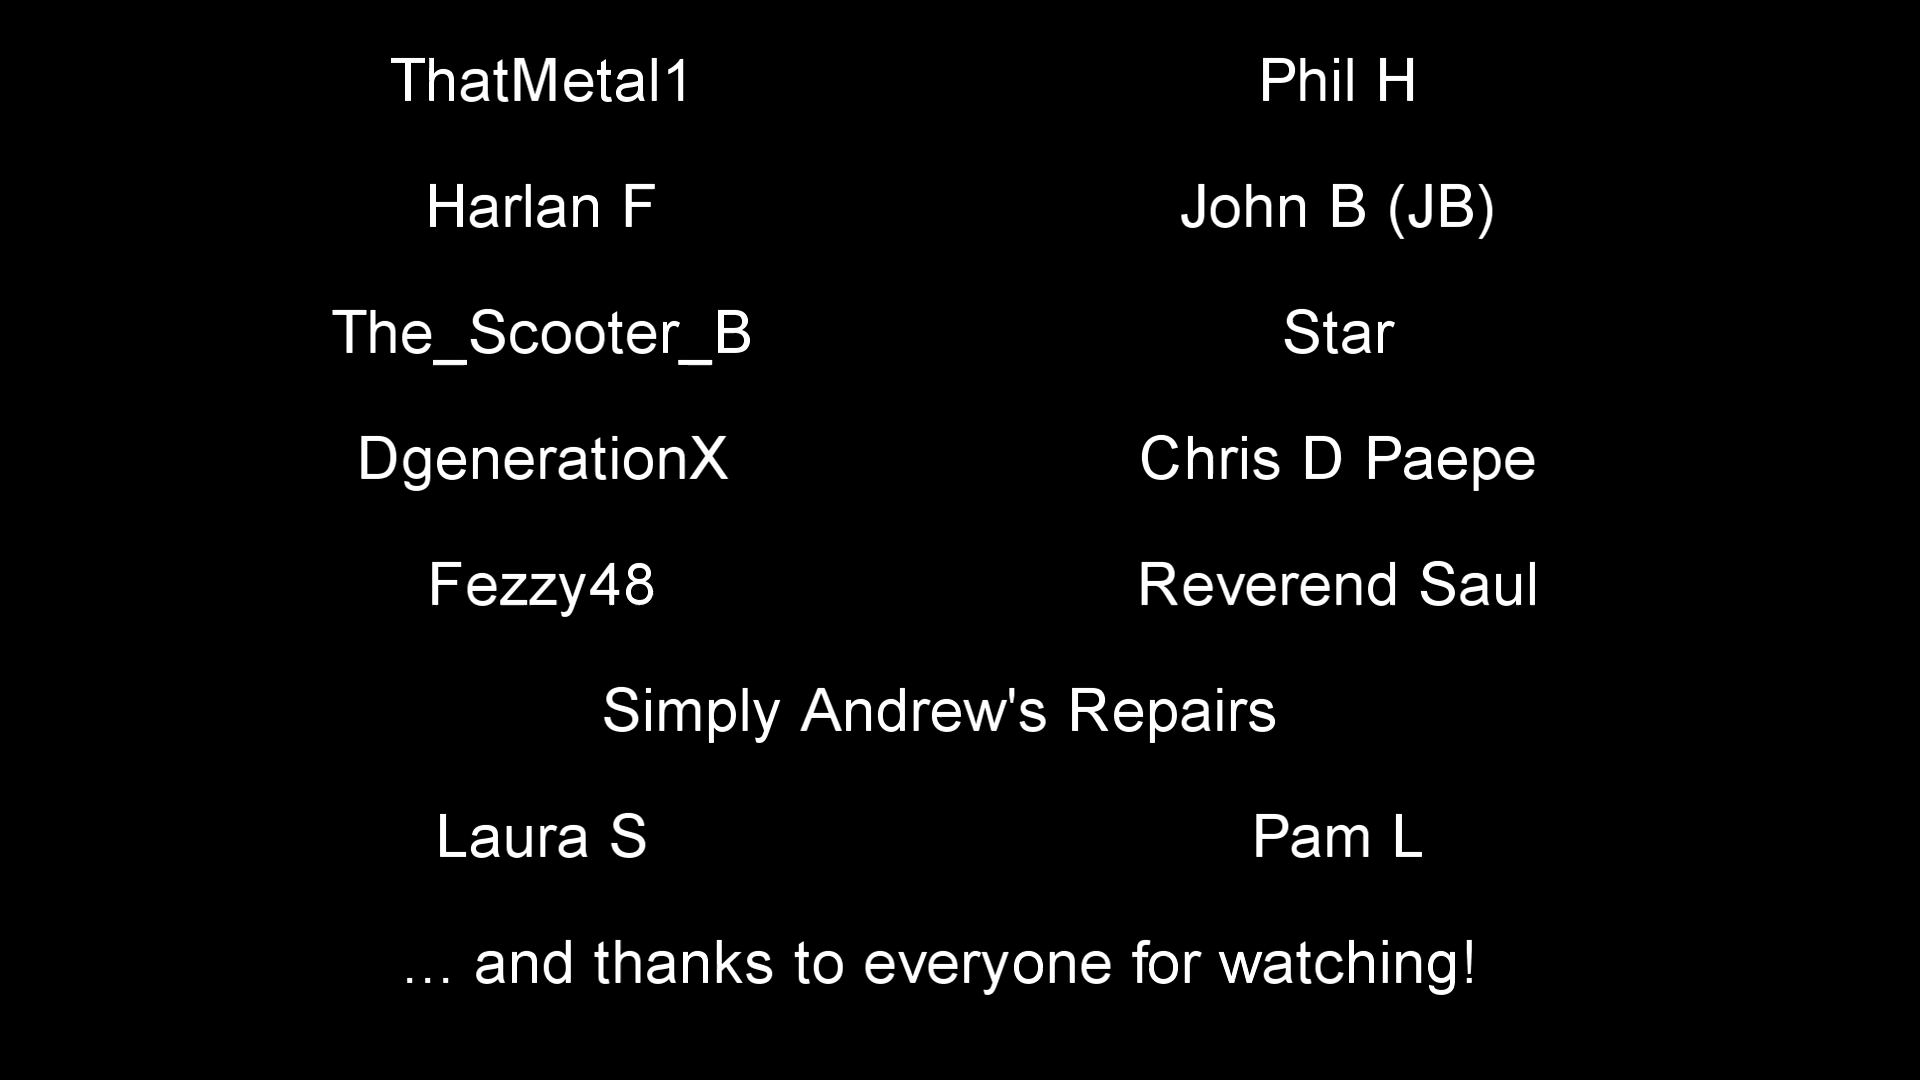 ThatMetal1 Phil H
Harlan F John B (JB)
The_Scooter_B Star
DgenerationX Chris D Paepe
Fezzy48 Reverend Saul
Simply Andrew's Repairs
Laura S Pam L
... and thanks to everyone for watching!